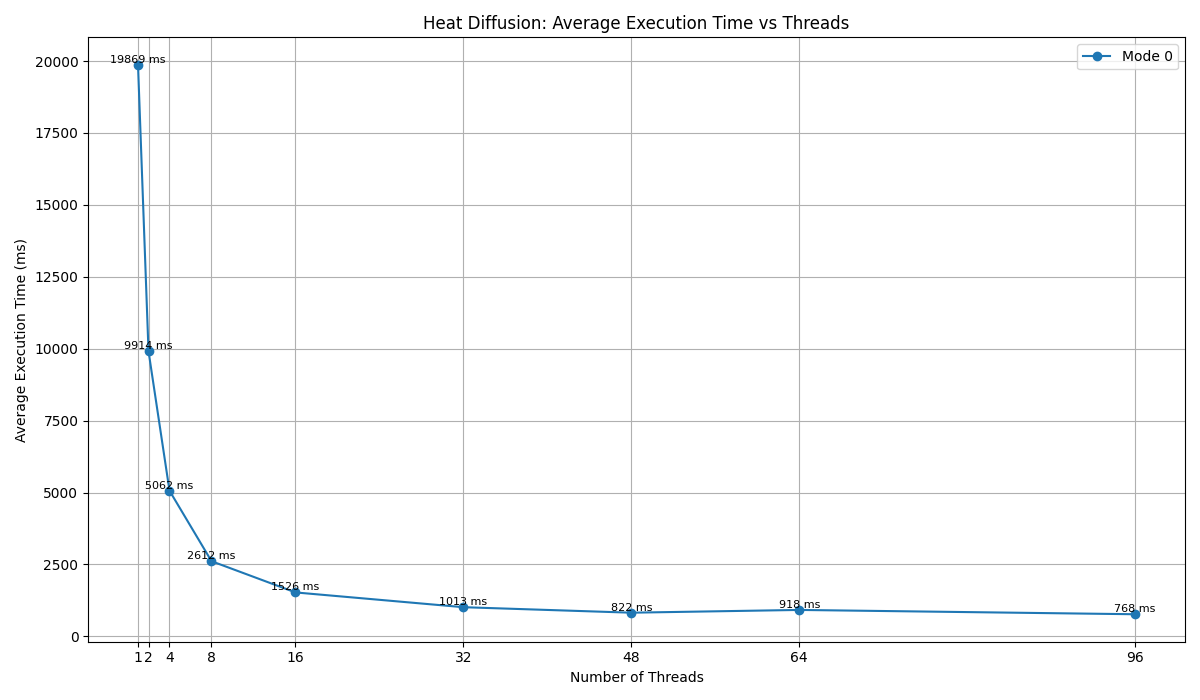 Heat Diffusion: Average Execution Time vs Threads
Mode 0
Average Execution Time (ms)
20000
17500
15000
12500
10000
7500
5000
2500
0
19869 ms
9914 ms
5062 ms
2612 ms
1526 ms
1013 ms
822 ms
918 ms
768 ms
1 2 4 8 16 32 48 64 96
Number of Threads